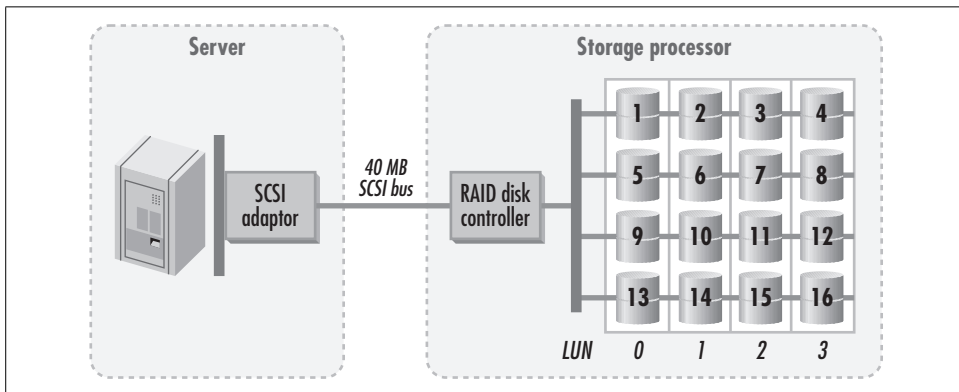 Server
Storage processor
40 MB
SCSI bus
SCSI
adaptor
RAID disk
controller
1 2 3 4
5 6 7 8
9 10 11 12
13 14 15 16
LUN 0 1 2 3